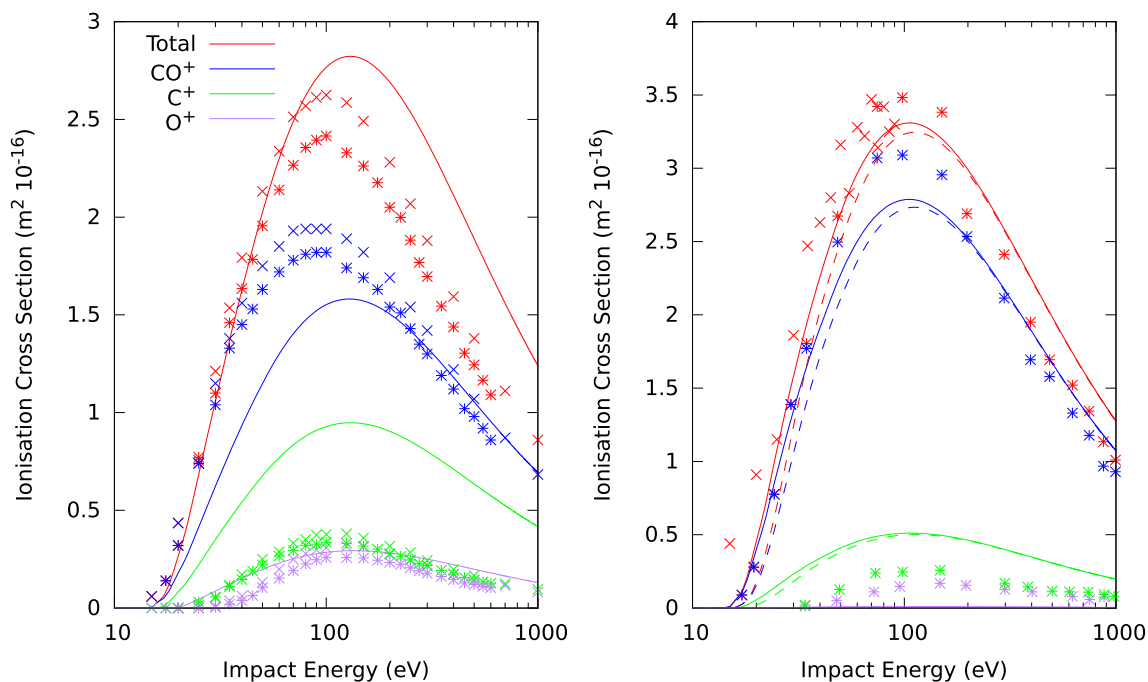 3
2.5
2
1.5
1
0.5
0
10
100
1000
Ionisation Cross Section (m² 10⁻¹⁶)
Impact Energy (eV)
Total
CO⁺
C⁺
O⁺
4
3.5
3
2.5
2
1.5
1
0.5
0
10
100
1000
Ionisation Cross Section (m² 10⁻¹⁶)
Impact Energy (eV)